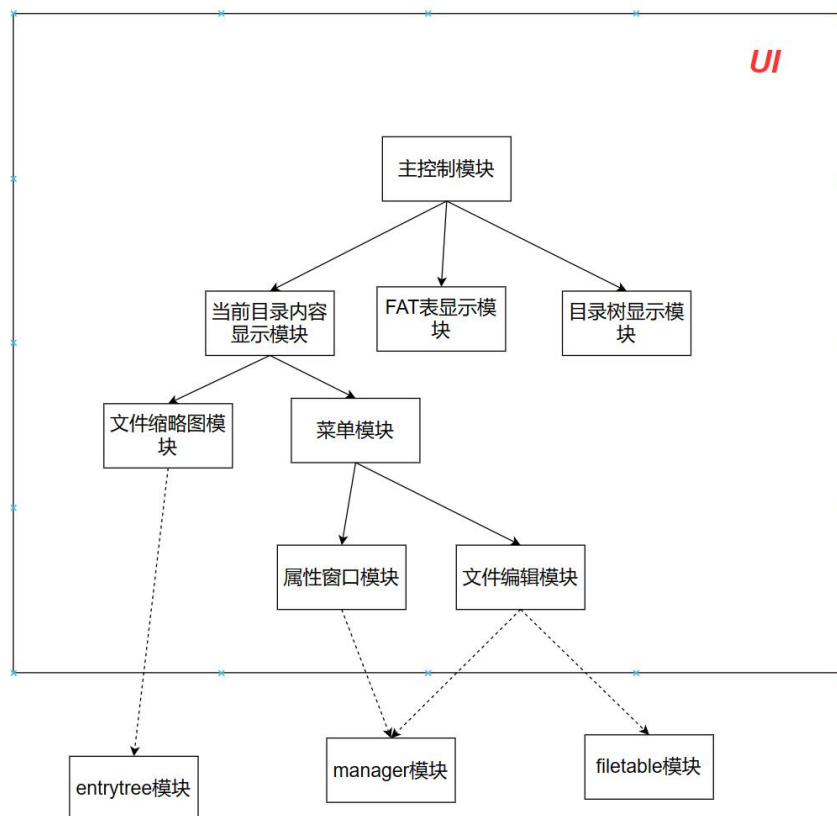 UI
主控制模块
当前目录内容
显示模块
FAT表显示模
块
目录树显示模
块
文件缩略图模
块
菜单模块
属性窗口模块
文件编辑模块
entrytree模块
manager模块
filetable模块